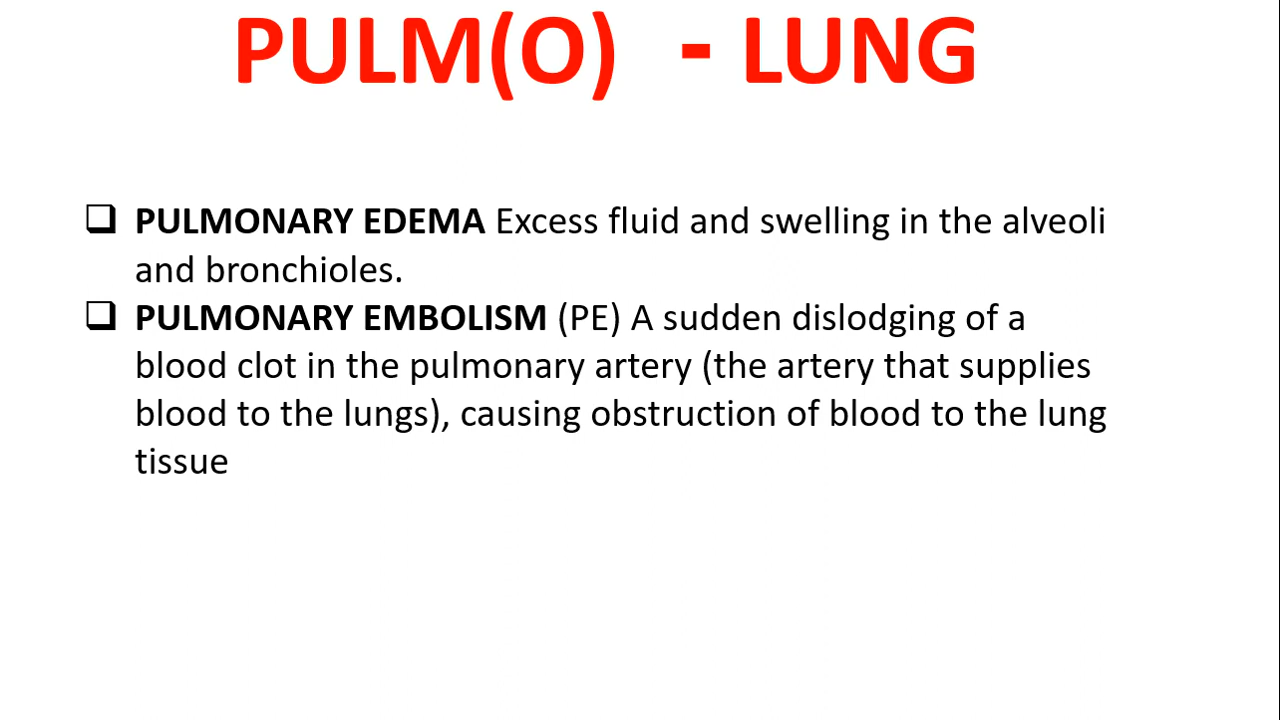 PULM(O) - LUNG
❑ PULMONARY EDEMA Excess fluid and swelling in the alveoli
and bronchioles.
❑ PULMONARY EMBOLISM (PE) A sudden dislodging of a
blood clot in the pulmonary artery (the artery that supplies
blood to the lungs), causing obstruction of blood to the lung
tissue